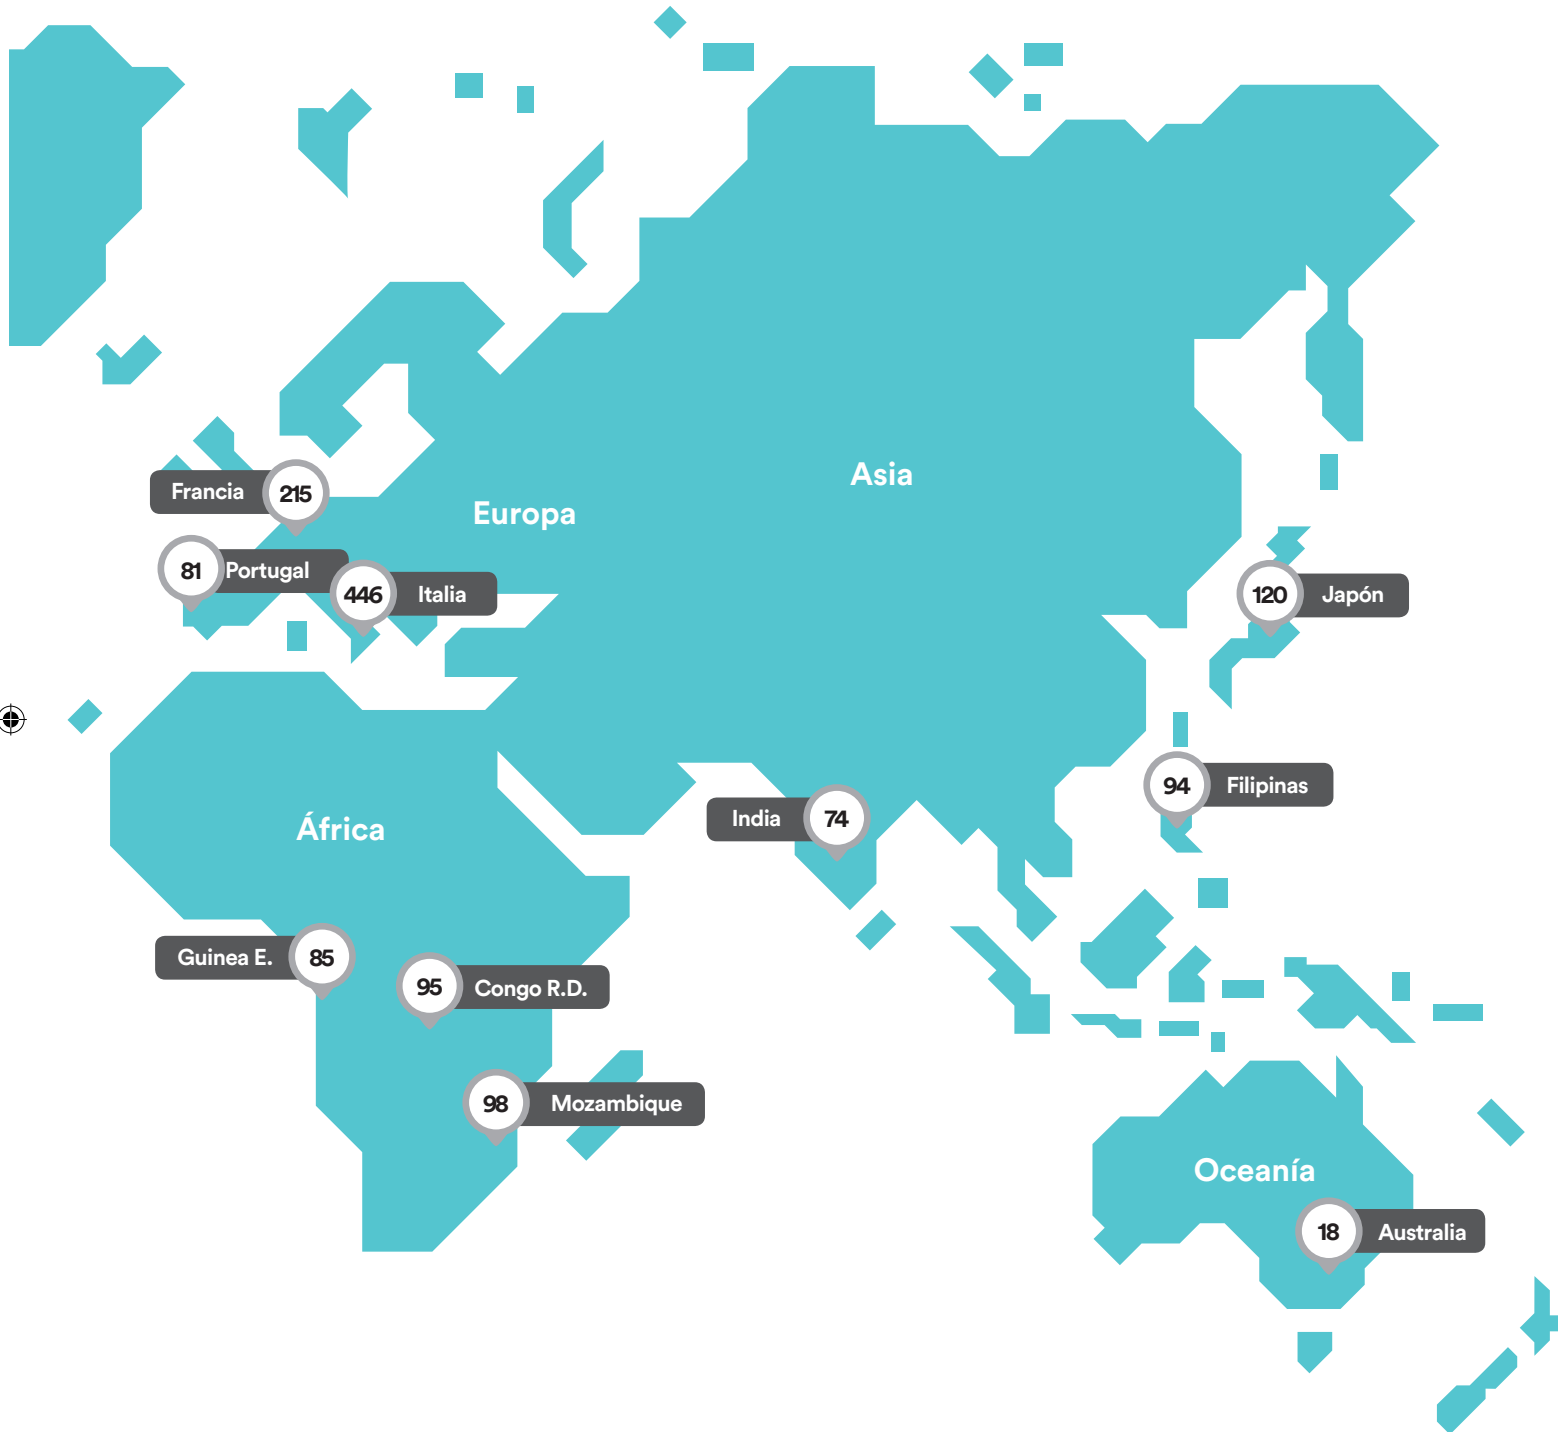 Asia
Europa
Francia 215
81 Portugal
446 Italia
120 Japón
94 Filipinas
India 74
África
Guinea E. 85
95 Congo R.D.
98 Mozambique
Oceanía
18 Australia